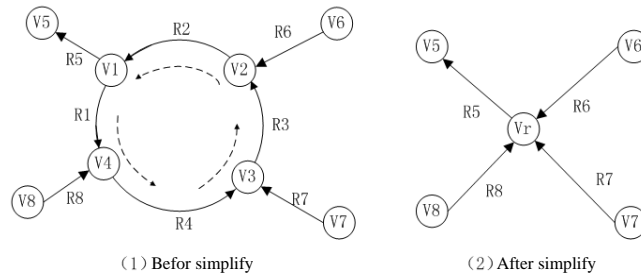 V5
V6
R2
R6
R5
V1
V2
R1
R3
V4
V3
V8
R8
R7
R4
V7
(1) Befor simplify
V5
V6
R5
R6
Vr
R7
R8
V8
V7
(2) After simplify